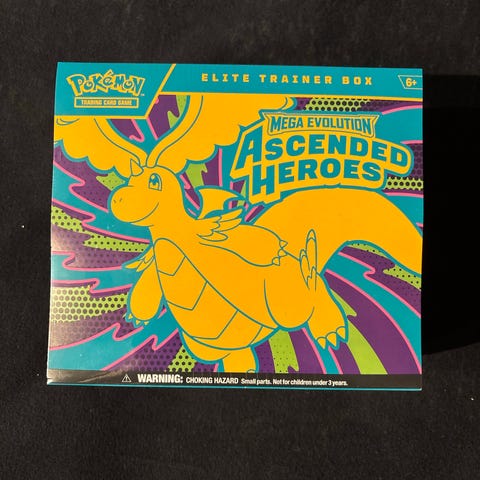 Pokémon
TRADING CARD GAME
ELITE TRAINER BOX
6+
MEGA EVOLUTION
ASCENDED
HEROES
WARNING: CHOKING HAZARD Small parts. Not for children under 3 years.